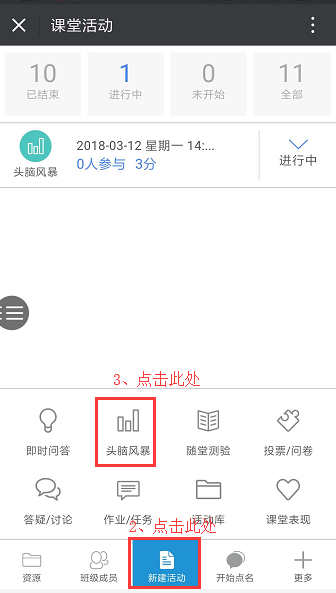 课堂活动
10 1 0 11
已结束 进行中 未开始 全部
2018-03-12 星期一 14:...
0人参与 3分
头脑风暴
进行中
3、点击此处
即时问答 头脑风暴 随堂测验 投票/问卷
答疑/讨论 作业/任务 活动库 课堂表现
2、点击此处
资源 班级成员 新建活动 开始点名 更多